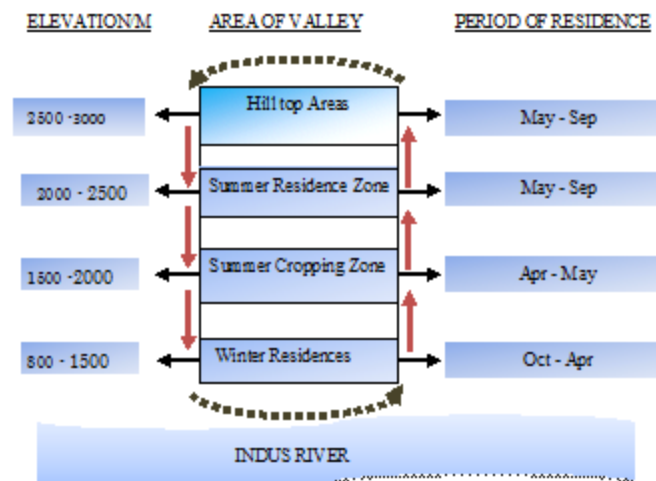 ELEVATION/M AREA OF VALLEY PERIOD OF RESIDENCE
2500 -3000 Hill top Areas May - Sep
2000 - 2500 Summer Residence Zone May - Sep
1500 -2000 Summer Cropping Zone Apr - May
800 - 1500 Winter Residences Oct - Apr
INDUS RIVER